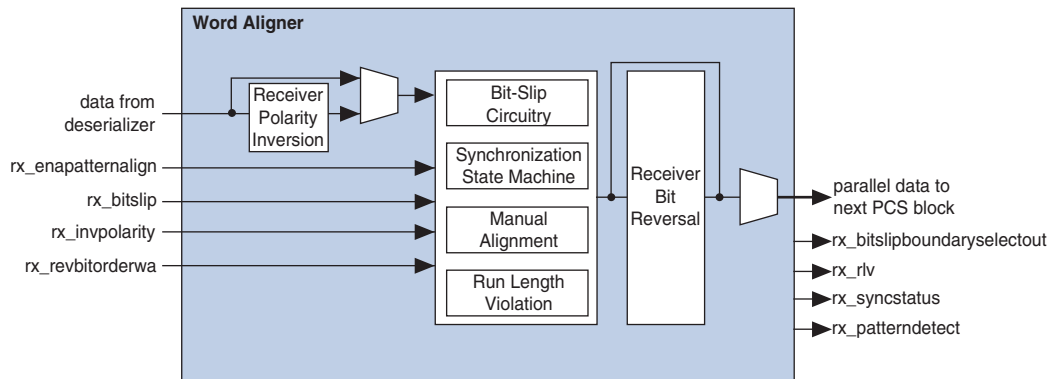 Word Aligner
data from
deserializer
Receiver
Polarity
Inversion
rx_enapatternalign
rx_bitslip
rx_invpolarity
rx_revbitorderwa
Bit-Slip
Circuitry
Synchronization
State Machine
Manual
Alignment
Run Length
Violation
Receiver
Bit
Reversal
parallel data to
next PCS block
rx_bitslipboundaryselectout
rx_rlv
rx_syncstatus
rx_patterndetect